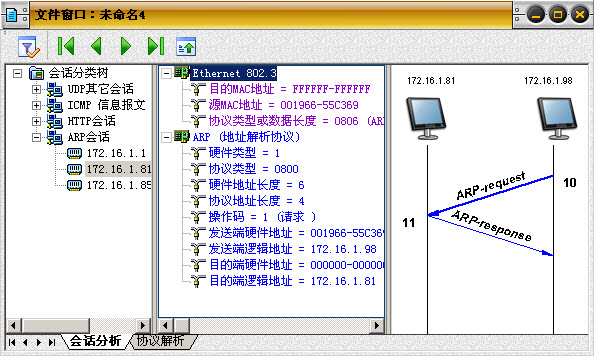 文件窗口：未命名4
会话分类树
UDP其它会话
ICMP 信息报文
HTTP会话
ARP会话
172.16.1.1
172.16.1.81
172.16.1.85
Ethernet 802.3
目的MAC地址 = FFFFFF-FFFFFF
源MAC地址 = 001966-55C369
协议类型或数据长度 = 0806 (AR
ARP (地址解析协议)
硬件类型 = 1
协议类型 = 0800
硬件地址长度 = 6
协议地址长度 = 4
操作码 = 1 (请求 )
发送端硬件地址 = 001966-55C369
发送端逻辑地址 = 172.16.1.98
目的端硬件地址 = 000000-000000
目的端逻辑地址 = 172.16.1.81
172.16.1.81
172.16.1.98
ARP-request
10
11
ARP-response
会话分析
协议解析